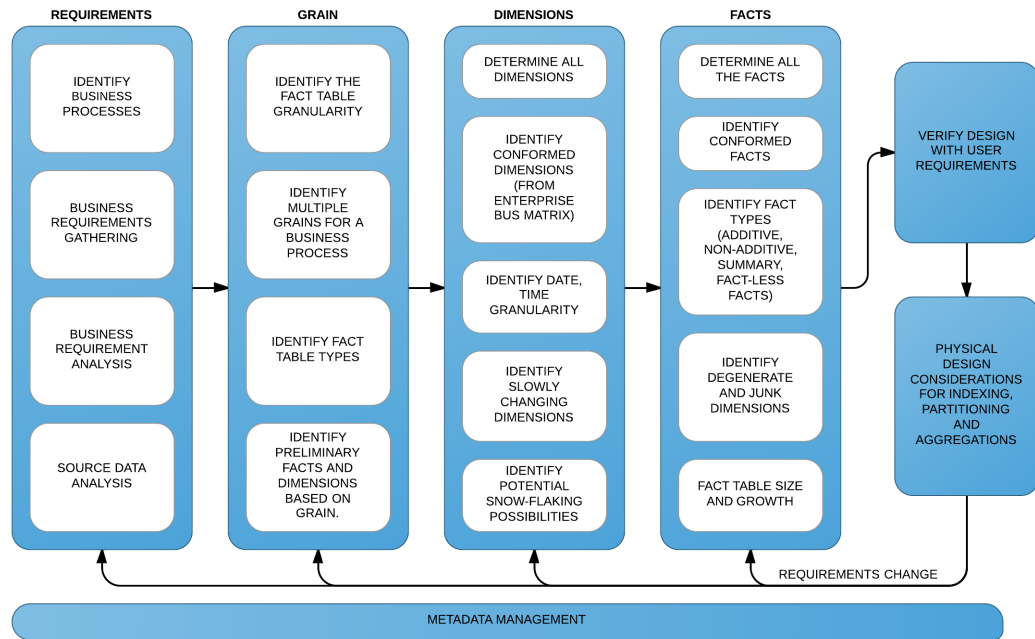 REQUIREMENTS
IDENTIFY
BUSINESS
PROCESSES
BUSINESS
REQUIREMENTS
GATHERING
BUSINESS
REQUIREMENT
ANALYSIS
SOURCE DATA
ANALYSIS
GRAIN
IDENTIFY THE
FACT TABLE
GRANULARITY
IDENTIFY
MULTIPLE
GRAINS FOR A
BUSINESS
PROCESS
IDENTIFY FACT
TABLE TYPES
IDENTIFY
PRELIMINARY
FACTS AND
DIMENSIONS
BASED ON
GRAIN.
DIMENSIONS
DETERMINE ALL
DIMENSIONS
IDENTIFY
CONFORMED
DIMENSIONS
(FROM
ENTERPRISE
BUS MATRIX)
IDENTIFY DATE,
TIME
GRANULARITY
IDENTIFY
SLOWLY
CHANGING
DIMENSIONS
IDENTIFY
POTENTIAL
SNOW-FLAKING
POSSIBILITIES
FACTS
DETERMINE ALL
THE FACTS
IDENTIFY
CONFORMED
FACTS
IDENTIFY FACT
TYPES
(ADDITIVE,
NON-ADDITIVE,
SUMMARY,
FACT-LESS
FACTS)
IDENTIFY
DEGENERATE
AND JUNK
DIMENSIONS
FACT TABLE SIZE
AND GROWTH
VERIFY DESIGN
WITH USER
REQUIREMENTS
PHYSICAL
DESIGN
CONSIDERATIONS
FOR INDEXING,
PARTITIONING
AND
AGGREGATIONS
REQUIREMENTS CHANGE
METADATA MANAGEMENT